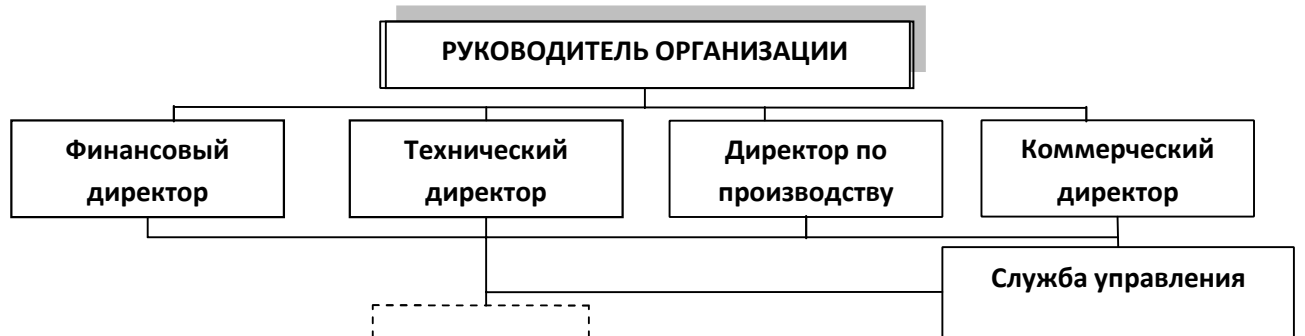 РУКОВОДИТЕЛЬ ОРГАНИЗАЦИИ
Финансовый
директор
Технический
директор
Директор по
производству
Коммерческий
директор
Служба управления